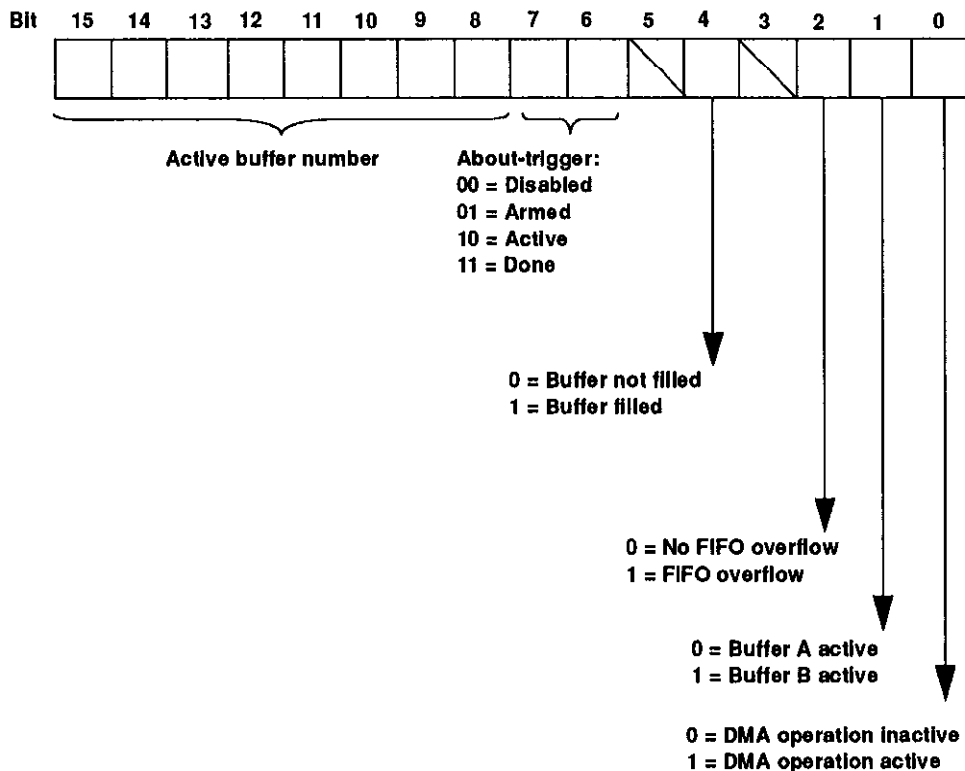 Bit 15 14 13 12 11 10 9 8 7 6 5 4 3 2 1 0
Active buffer number
About-trigger:
00 = Disabled
01 = Armed
10 = Active
11 = Done
0 = Buffer not filled
1 = Buffer filled
0 = No FIFO overflow
1 = FIFO overflow
0 = Buffer A active
1 = Buffer B active
0 = DMA operation inactive
1 = DMA operation active